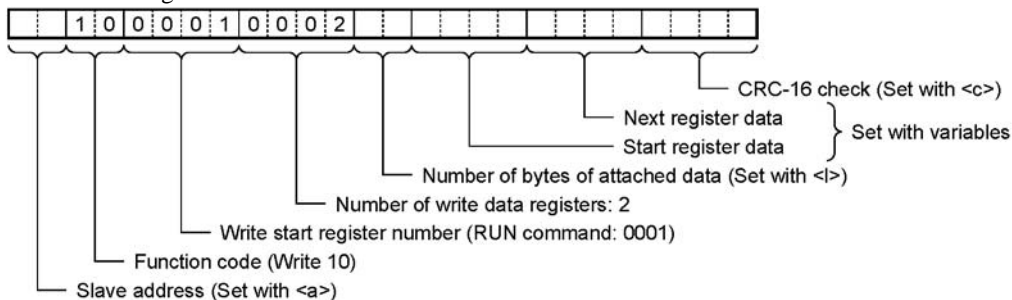 1 0 0 0 0 1 0 0 0 2
CRC-16 check (Set with <c>)
Next register data
Set with variables
Start register data
Number of bytes of attached data (Set with <l>)
Number of write data registers: 2
Write start register number (RUN command: 0001)
Function code (Write 10)
Slave address (Set with <a>)